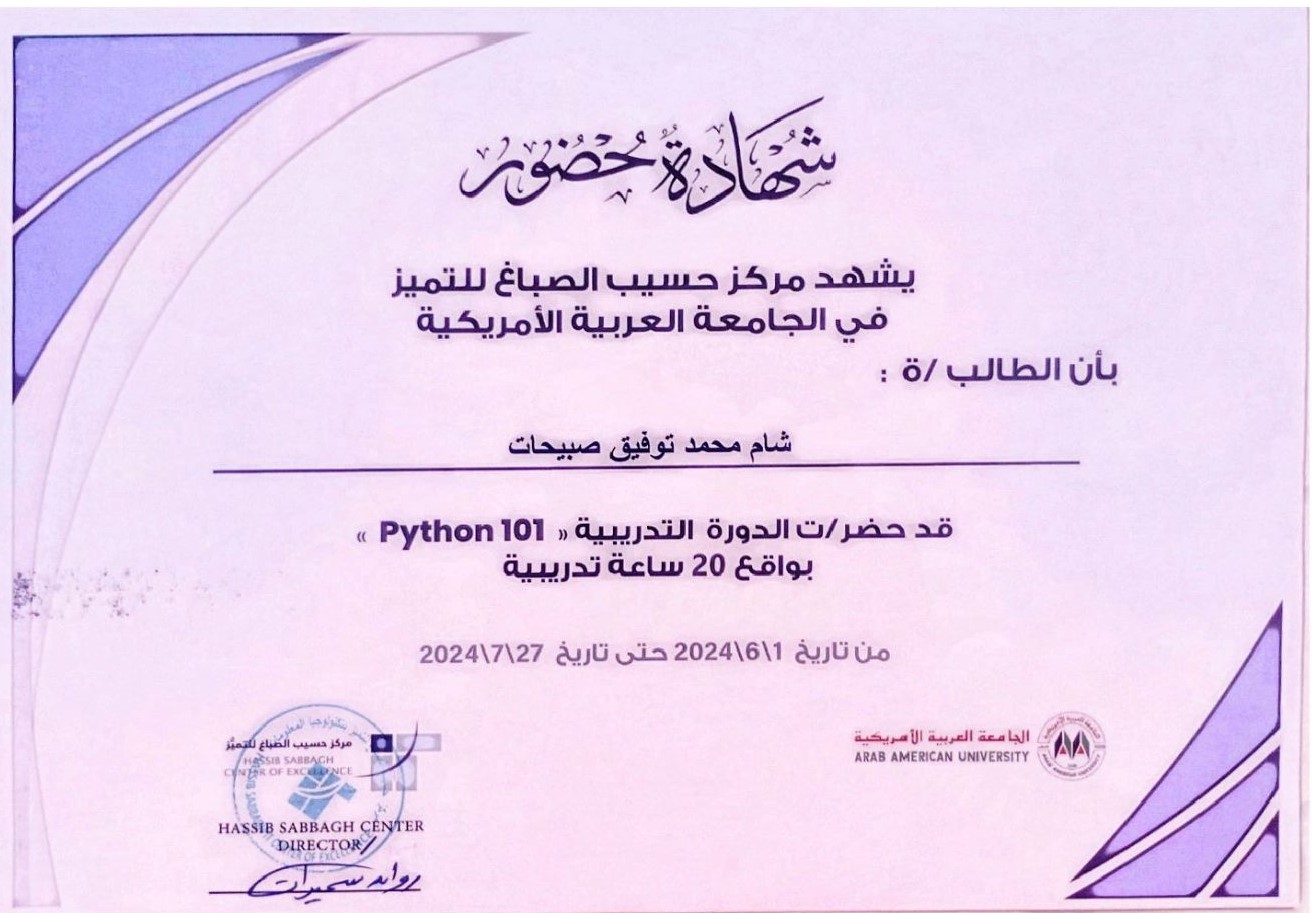 شهادة حضور
يشهد مركز حسيب الصباغ للتميز
في الجامعة العربية الأمريكية
بأن الطالب /ة :
شام محمد توفيق صبيحات
قد حضر/ت الدورة التدريبية « Python 101 »
بواقع 20 ساعة تدريبية
من تاريخ 2024\6\1 حتى تاريخ 2024\7\27
الجامعة العربية الأمريكية
ARAB AMERICAN UNIVERSITY
مركز حسيب الصباغ للتميّز
HASSIB SABBAGH
CENTER OF EXCELLENCE
HASSIB SABBAGH CENTER
DIRECTOR